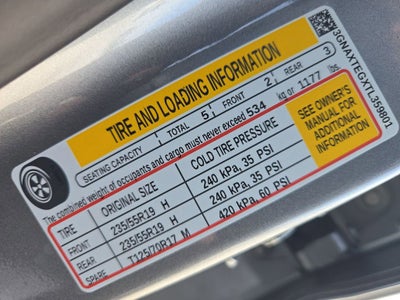 TIRE AND LOADING INFORMATION
SEATING CAPACITY TOTAL 5 FRONT 2 REAR 3
The combined weight of occupants and cargo must never exceed 534 kg or 1177 lbs.
TIRE ORIGINAL SIZE COLD TIRE PRESSURE
FRONT 235/55R19 H 240 kPa, 35 PSI
REAR 235/55R19 H 240 kPa, 35 PSI
SPARE T125/70R17 M 420 kPa, 60 PSI
SEE OWNER'S
MANUAL FOR
ADDITIONAL
INFORMATION
3GNAXTEGXTL359801